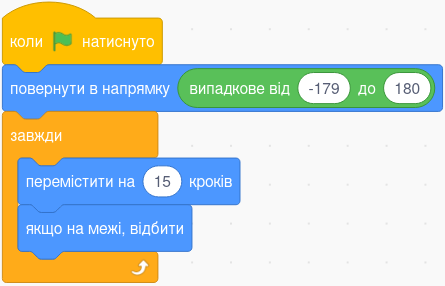 коли натиснуто
повернути в напрямку випадкове від -179 до 180
завжди
перемістити на 15 кроків
якщо на межі, відбити